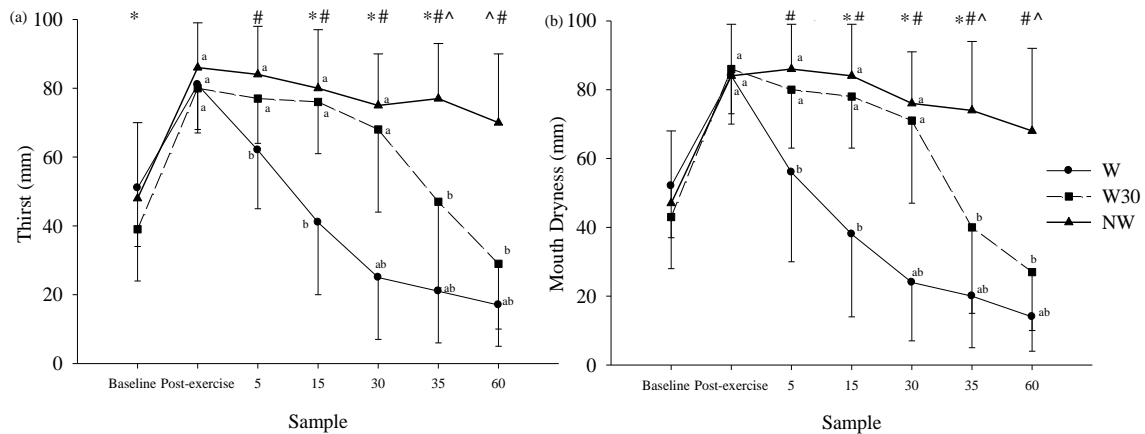 (a)
* # *# *# *#^ ^#
100
80
60
40
20
0
Thirst (mm)
a a a
a a
a a
a a
b b ab ab ab
b b
Baseline Post-exercise 5 15 30 35 60
Sample
(b)
# *# *# *#^ #^
100
80
60
40
20
0
Mouth Dryness (mm)
a a a
a a
a a
a a
b b ab ab ab
b b
Baseline Post-exercise 5 15 30 35 60
Sample
W
W30
NW